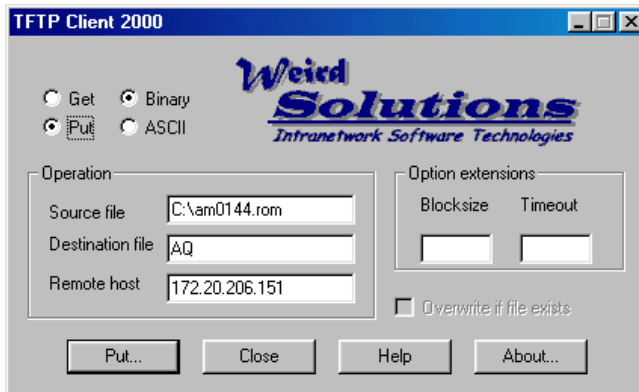 TFTP Client 2000
Weird
Solutions
Intranetwork Software Technologies
Get Binary
Put ASCII
Operation
Source file C:\am0144.rom
Destination file AQ
Remote host 172.20.206.151
Option extensions
Blocksize Timeout
Overwrite if file exists
Put... Close Help About...